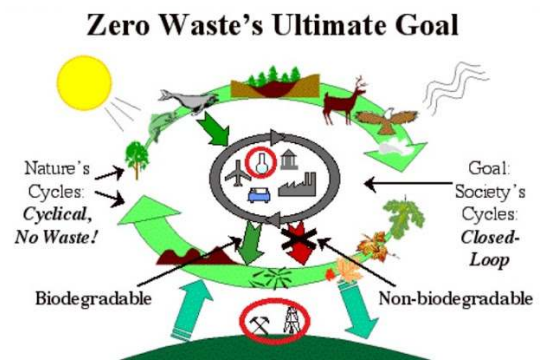 Zero Waste's Ultimate Goal
Nature's
Cycles:
Cyclical,
No Waste!
Goal:
Society's
Cycles:
Closed-
Loop
Biodegradable
Non-biodegradable